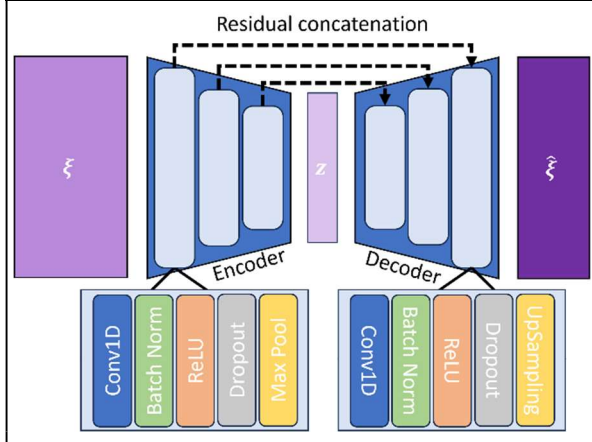 Residual concatenation
ξ
z
ξ̂
Encoder
Decoder
Conv1D
Batch Norm
ReLU
Dropout
Max Pool
Conv1D
Batch Norm
ReLU
Dropout
UpSampling